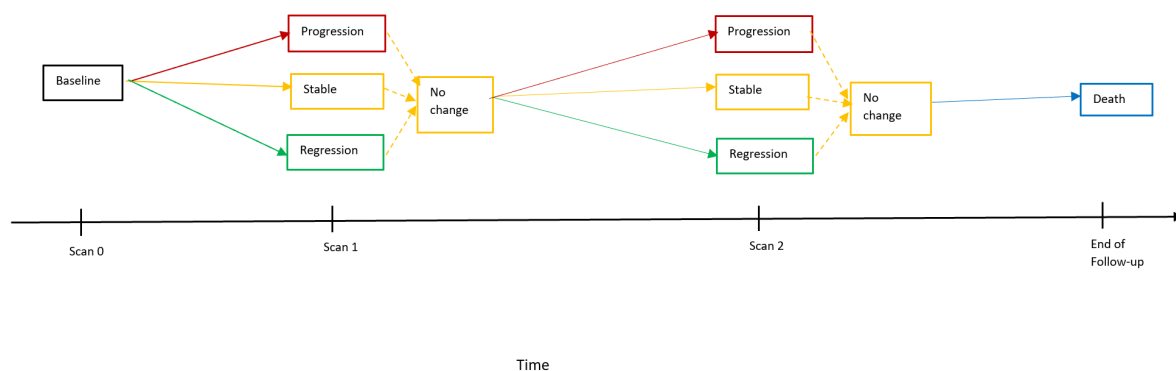 Baseline
Progression
Stable
Regression
No
change
Progression
Stable
Regression
No
change
Death
Scan 0
Scan 1
Scan 2
End of
Follow-up
Time